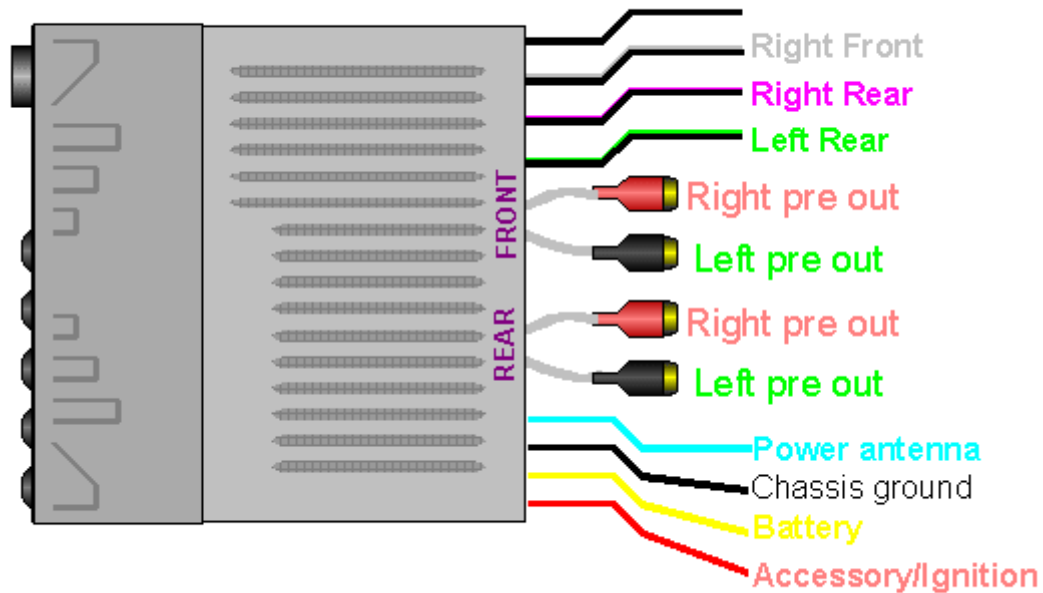 Right Front
Right Rear
Left Rear
FRONT
Right pre out
Left pre out
REAR
Right pre out
Left pre out
Power antenna
Chassis ground
Battery
Accessory/Ignition